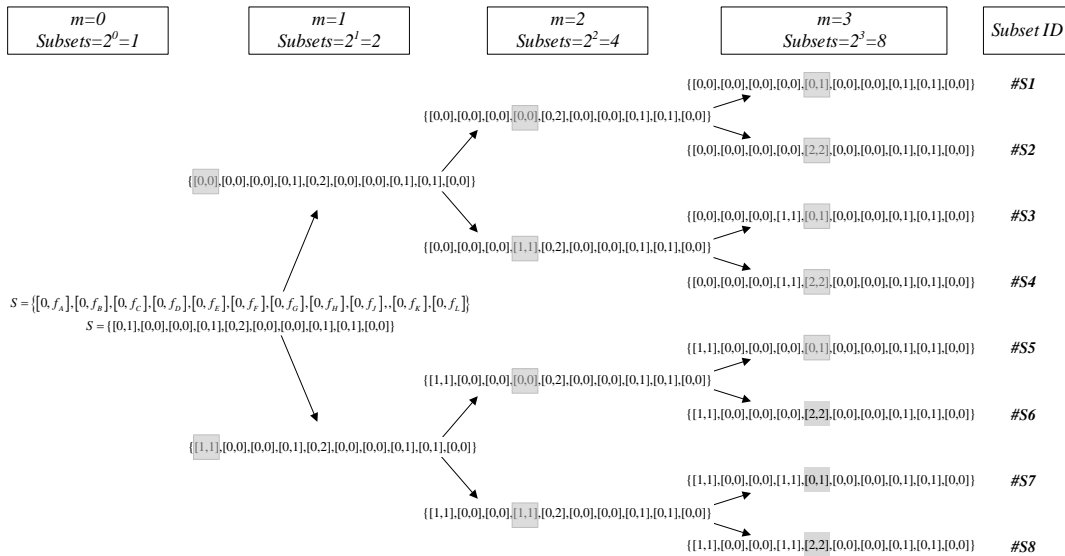 m=0
Subsets=2⁰=1
m=1
Subsets=2¹=2
m=2
Subsets=2²=4
m=3
Subsets=2³=8
Subset ID
{[0,0],[0,0],[0,0],[0,0],[0,1],[0,0],[0,0],[0,1],[0,1],[0,0]} #S1
{[0,0],[0,0],[0,0],[0,0],[0,2],[0,0],[0,0],[0,1],[0,1],[0,0]}
{[0,0],[0,0],[0,0],[0,0],[2,2],[0,0],[0,0],[0,1],[0,1],[0,0]} #S2
{[0,0],[0,0],[0,0],[0,1],[0,2],[0,0],[0,0],[0,1],[0,1],[0,0]}
{[0,0],[0,0],[0,0],[1,1],[0,1],[0,0],[0,0],[0,1],[0,1],[0,0]} #S3
{[0,0],[0,0],[0,0],[1,1],[0,2],[0,0],[0,0],[0,1],[0,1],[0,0]}
{[0,0],[0,0],[0,0],[1,1],[2,2],[0,0],[0,0],[0,1],[0,1],[0,0]} #S4
S={[0,f_A],[0,f_B],[0,f_C],[0,f_D],[0,f_E],[0,f_F],[0,f_G],[0,f_H],[0,f_J],,[0,f_K],[0,f_L]}
S={[0,1],[0,0],[0,0],[0,1],[0,2],[0,0],[0,0],[0,1],[0,1],[0,0]}
{[1,1],[0,0],[0,0],[0,0],[0,1],[0,0],[0,0],[0,1],[0,1],[0,0]} #S5
{[1,1],[0,0],[0,0],[0,0],[0,2],[0,0],[0,0],[0,1],[0,1],[0,0]}
{[1,1],[0,0],[0,0],[0,0],[2,2],[0,0],[0,0],[0,1],[0,1],[0,0]} #S6
{[1,1],[0,0],[0,0],[0,1],[0,2],[0,0],[0,0],[0,1],[0,1],[0,0]}
{[1,1],[0,0],[0,0],[1,1],[0,1],[0,0],[0,0],[0,1],[0,1],[0,0]} #S7
{[1,1],[0,0],[0,0],[1,1],[0,2],[0,0],[0,0],[0,1],[0,1],[0,0]}
{[1,1],[0,0],[0,0],[1,1],[2,2],[0,0],[0,0],[0,1],[0,1],[0,0]} #S8